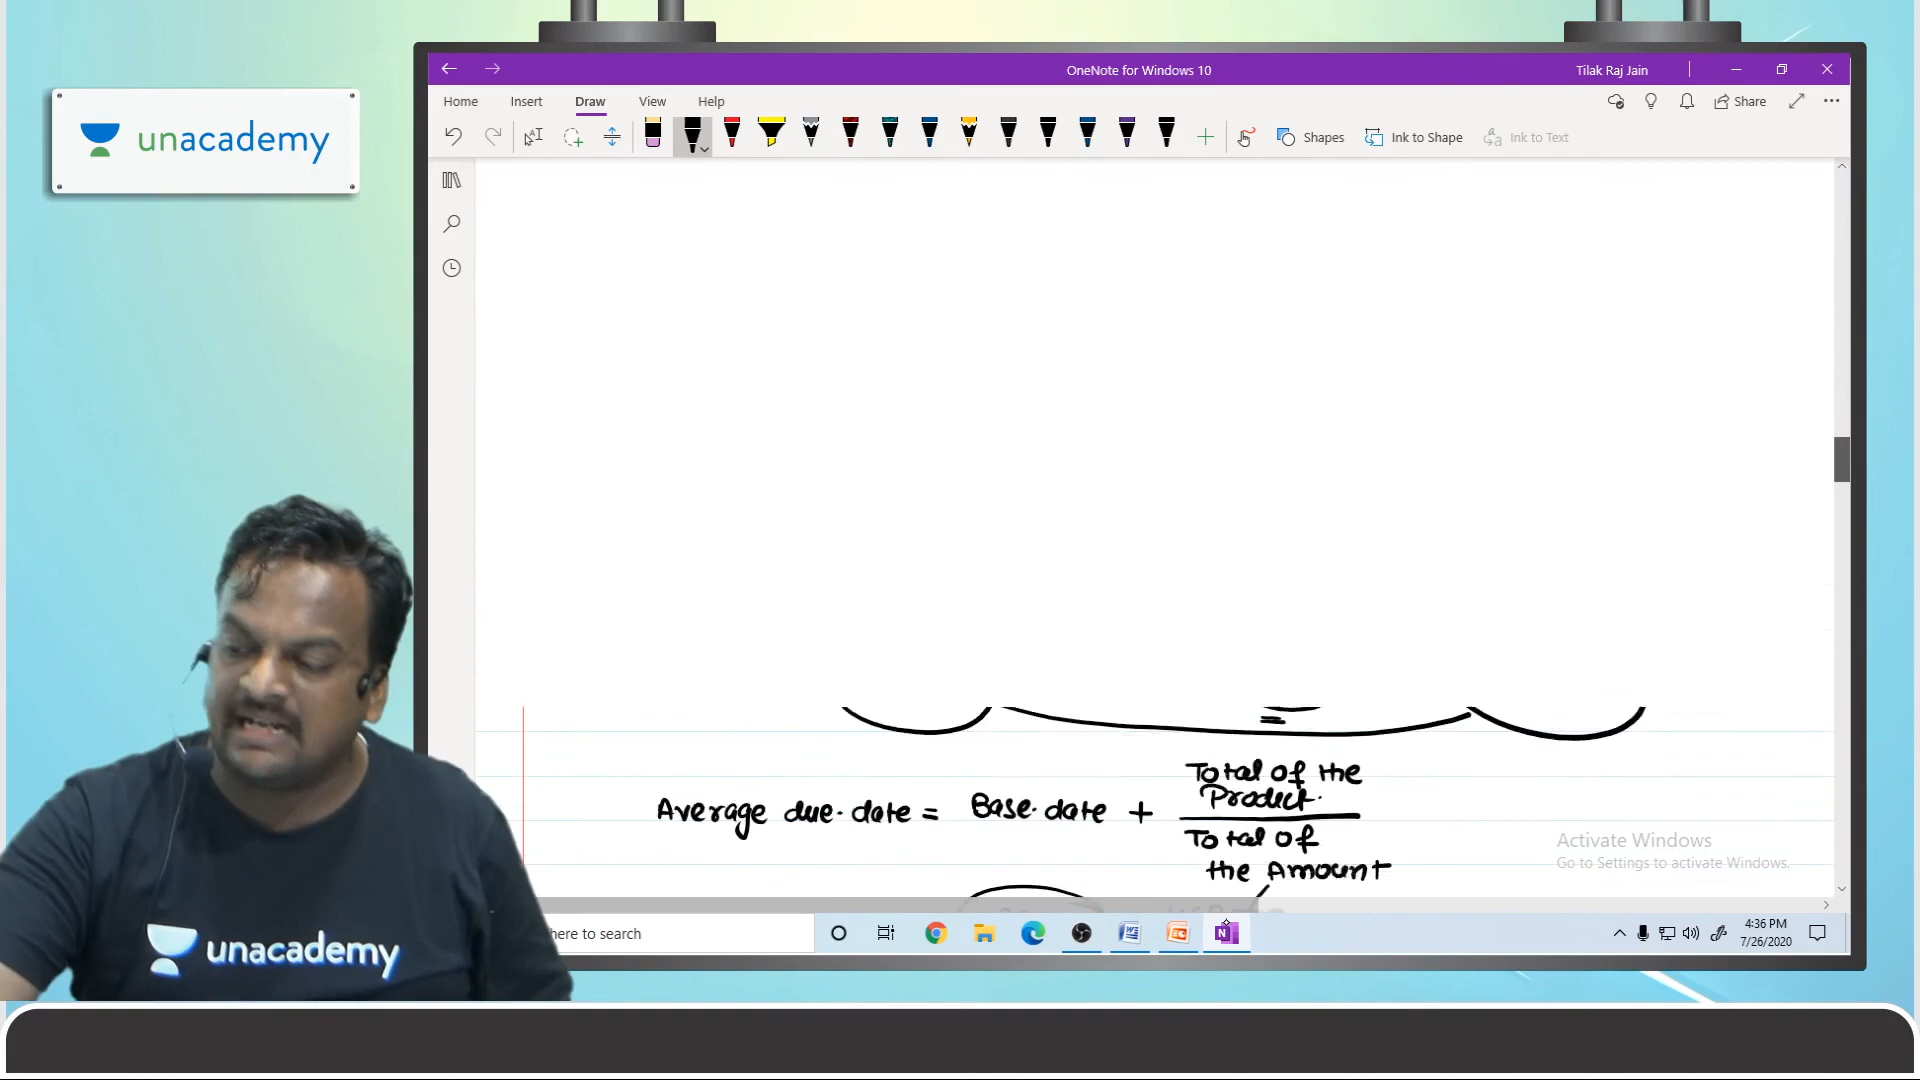 unacademy
OneNote for Windows 10
Tilak Raj Jain
Home Insert Draw View Help
Share
Shapes
Ink to Shape
Ink to Text
Total of the
Product.
Average due.date = Base.date +
Total of
the Amount
Activate Windows
Go to Settings to activate Windows.
here to search
4:36 PM
7/26/2020
unacademy